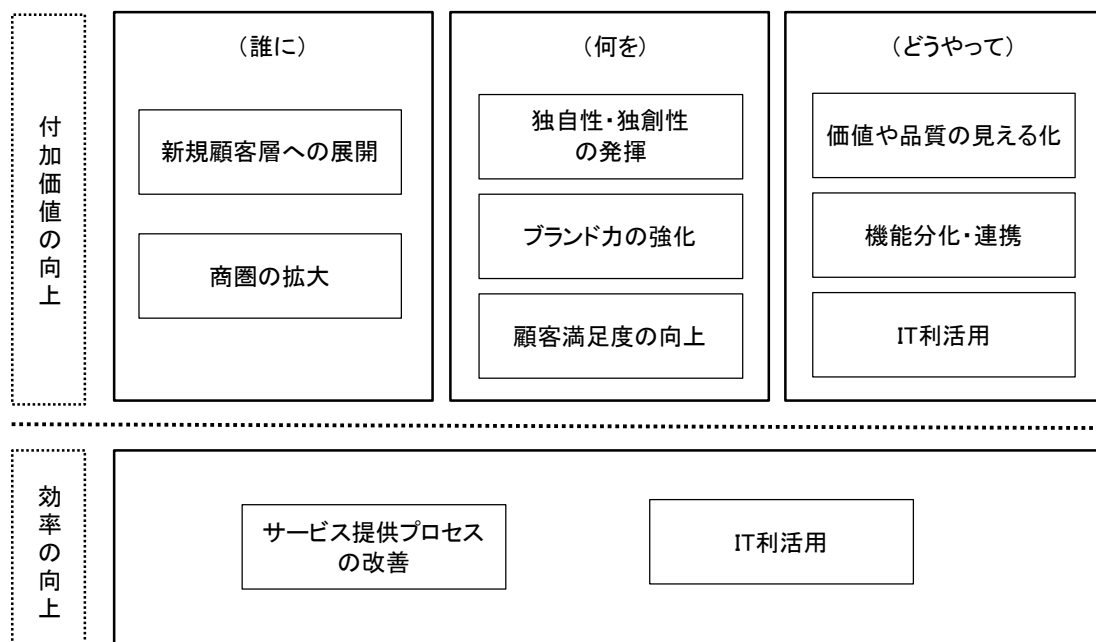 付加価値の向上
(誰に)
新規顧客層への展開
商圏の拡大
(何を)
独自性・独創性
の発揮
ブランド力の強化
顧客満足度の向上
(どうやって)
価値や品質の見える化
機能分化・連携
IT利活用
効率の向上
サービス提供プロセス
の改善
IT利活用